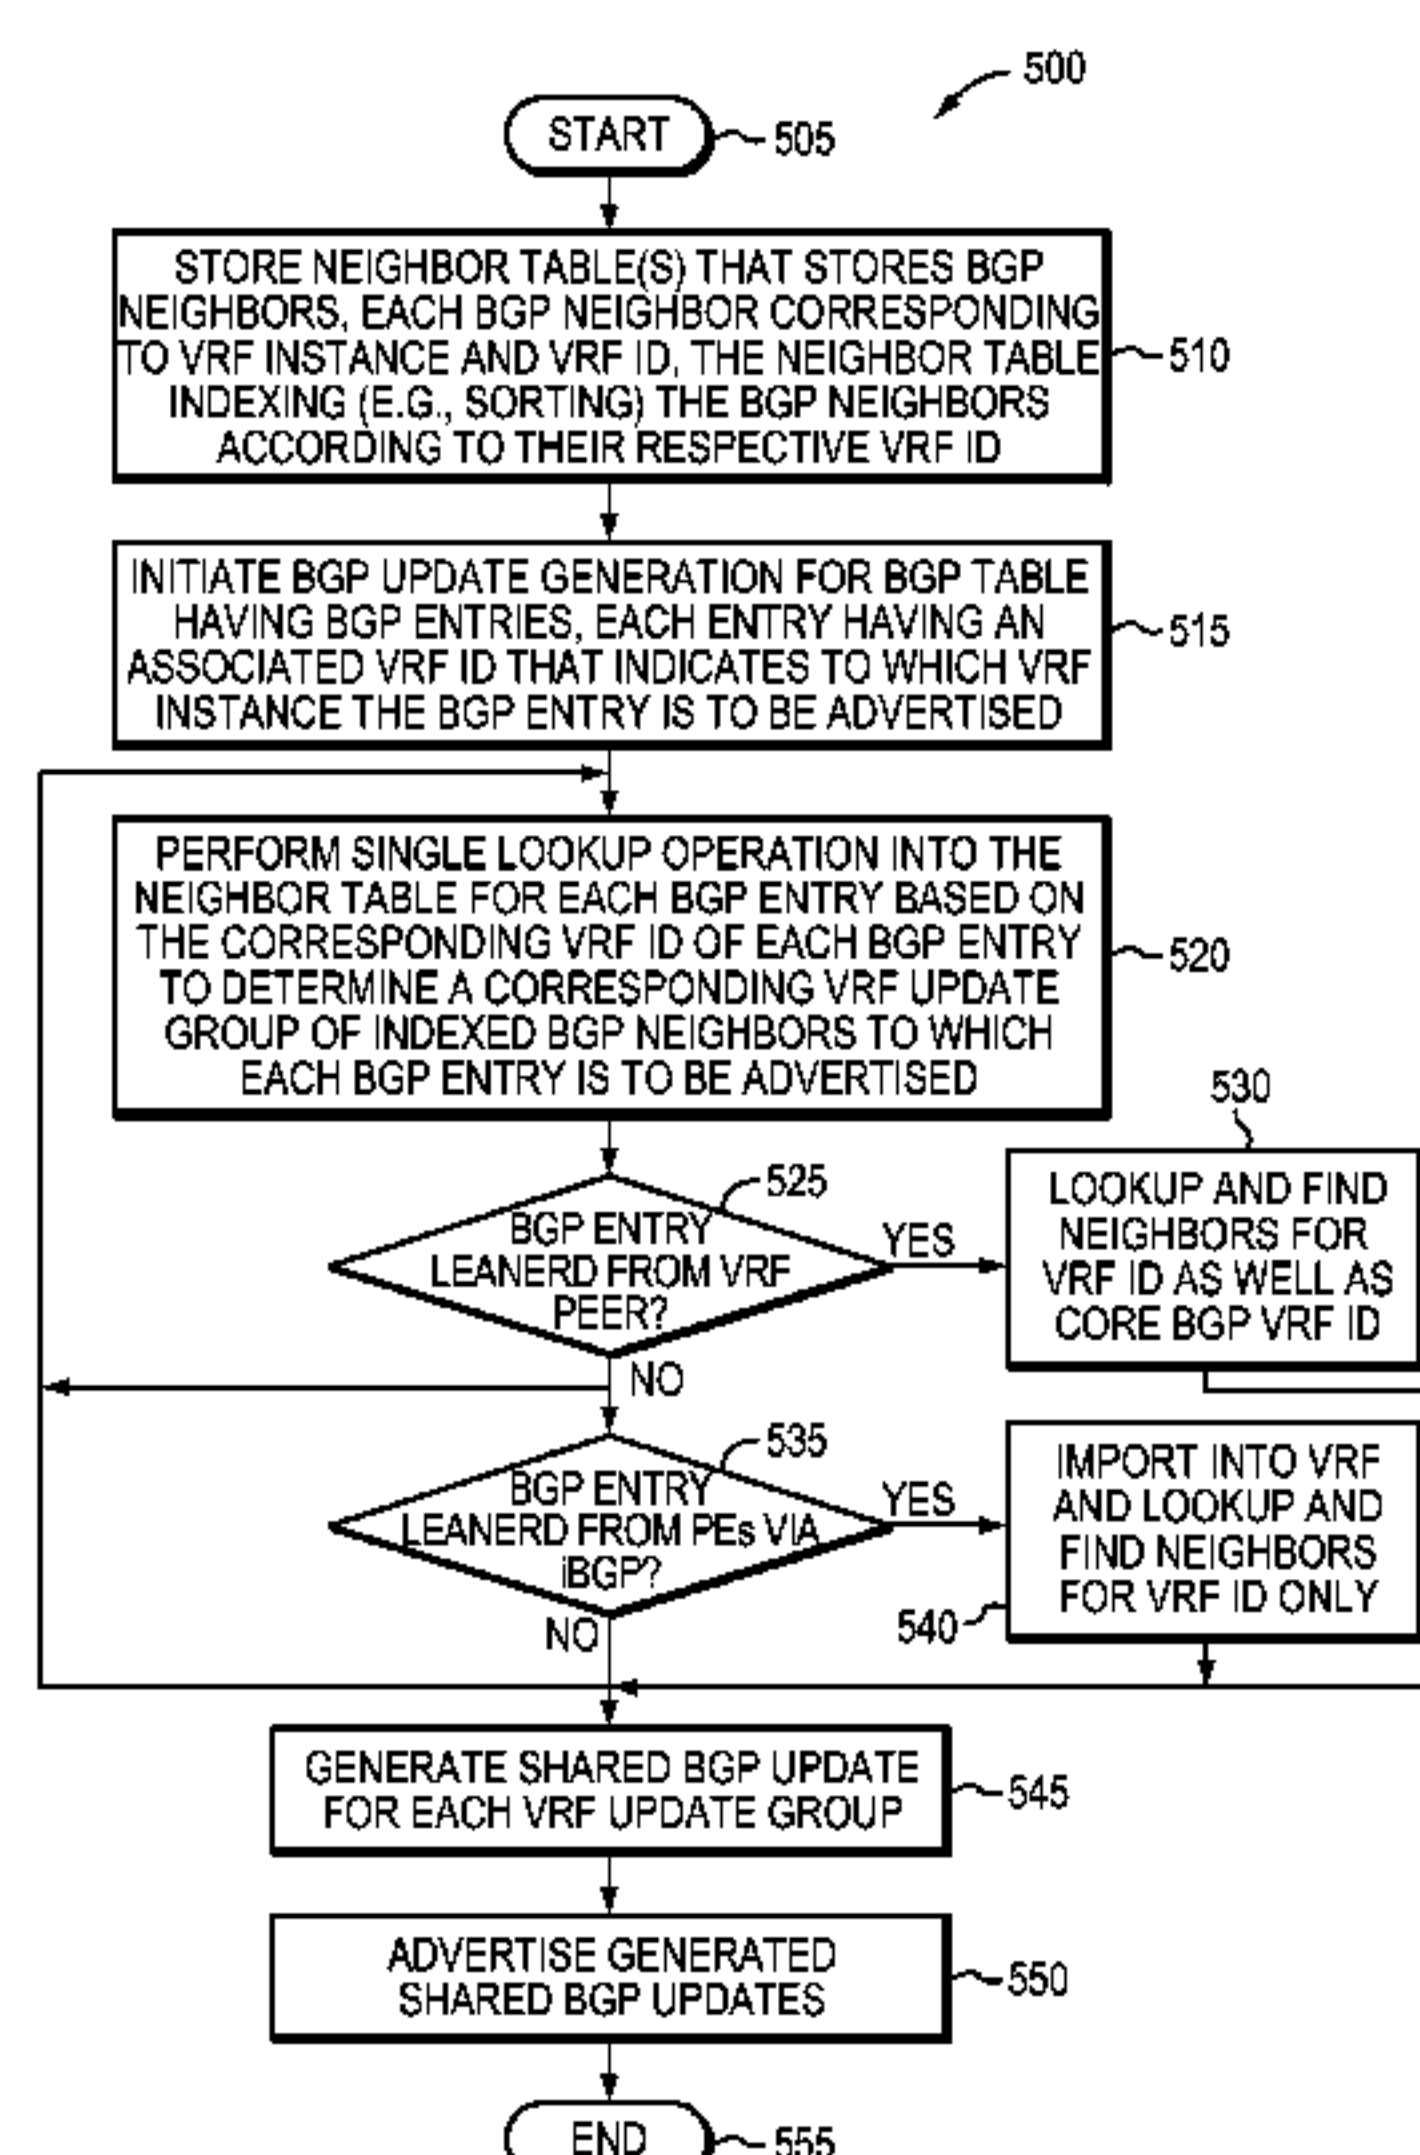 500
START
505
STORE NEIGHBOR TABLE(S) THAT STORES BGP
NEIGHBORS, EACH BGP NEIGHBOR CORRESPONDING
TO VRF INSTANCE AND VRF ID, THE NEIGHBOR TABLE
INDEXING (E.G., SORTING) THE BGP NEIGHBORS
ACCORDING TO THEIR RESPECTIVE VRF ID
510
INITIATE BGP UPDATE GENERATION FOR BGP TABLE
HAVING BGP ENTRIES, EACH ENTRY HAVING AN
ASSOCIATED VRF ID THAT INDICATES TO WHICH VRF
INSTANCE THE BGP ENTRY IS TO BE ADVERTISED
515
PERFORM SINGLE LOOKUP OPERATION INTO THE
NEIGHBOR TABLE FOR EACH BGP ENTRY BASED ON
THE CORRESPONDING VRF ID OF EACH BGP ENTRY
TO DETERMINE A CORRESPONDING VRF UPDATE
GROUP OF INDEXED BGP NEIGHBORS TO WHICH
EACH BGP ENTRY IS TO BE ADVERTISED
520
525
BGP ENTRY
LEANERD FROM VRF
PEER?
YES
NO
530
LOOKUP AND FIND
NEIGHBORS FOR
VRF ID AS WELL AS
CORE BGP VRF ID
535
BGP ENTRY
LEANERD FROM PEs VIA
iBGP?
YES
NO
IMPORT INTO VRF
AND LOOKUP AND
FIND NEIGHBORS
FOR VRF ID ONLY
540
GENERATE SHARED BGP UPDATE
FOR EACH VRF UPDATE GROUP
545
ADVERTISE GENERATED
SHARED BGP UPDATES
550
END
555